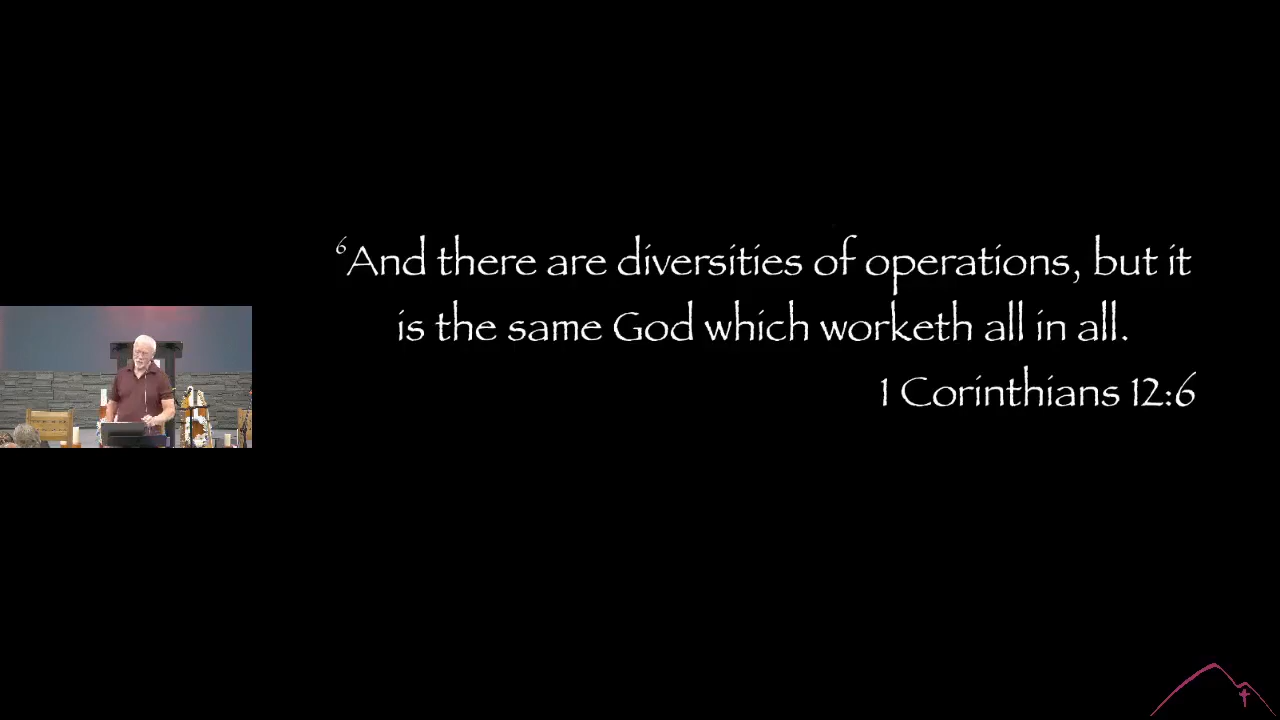 ⁶And there are diversities of operations, but it
is the same God which worketh all in all.
1 Corinthians 12:6